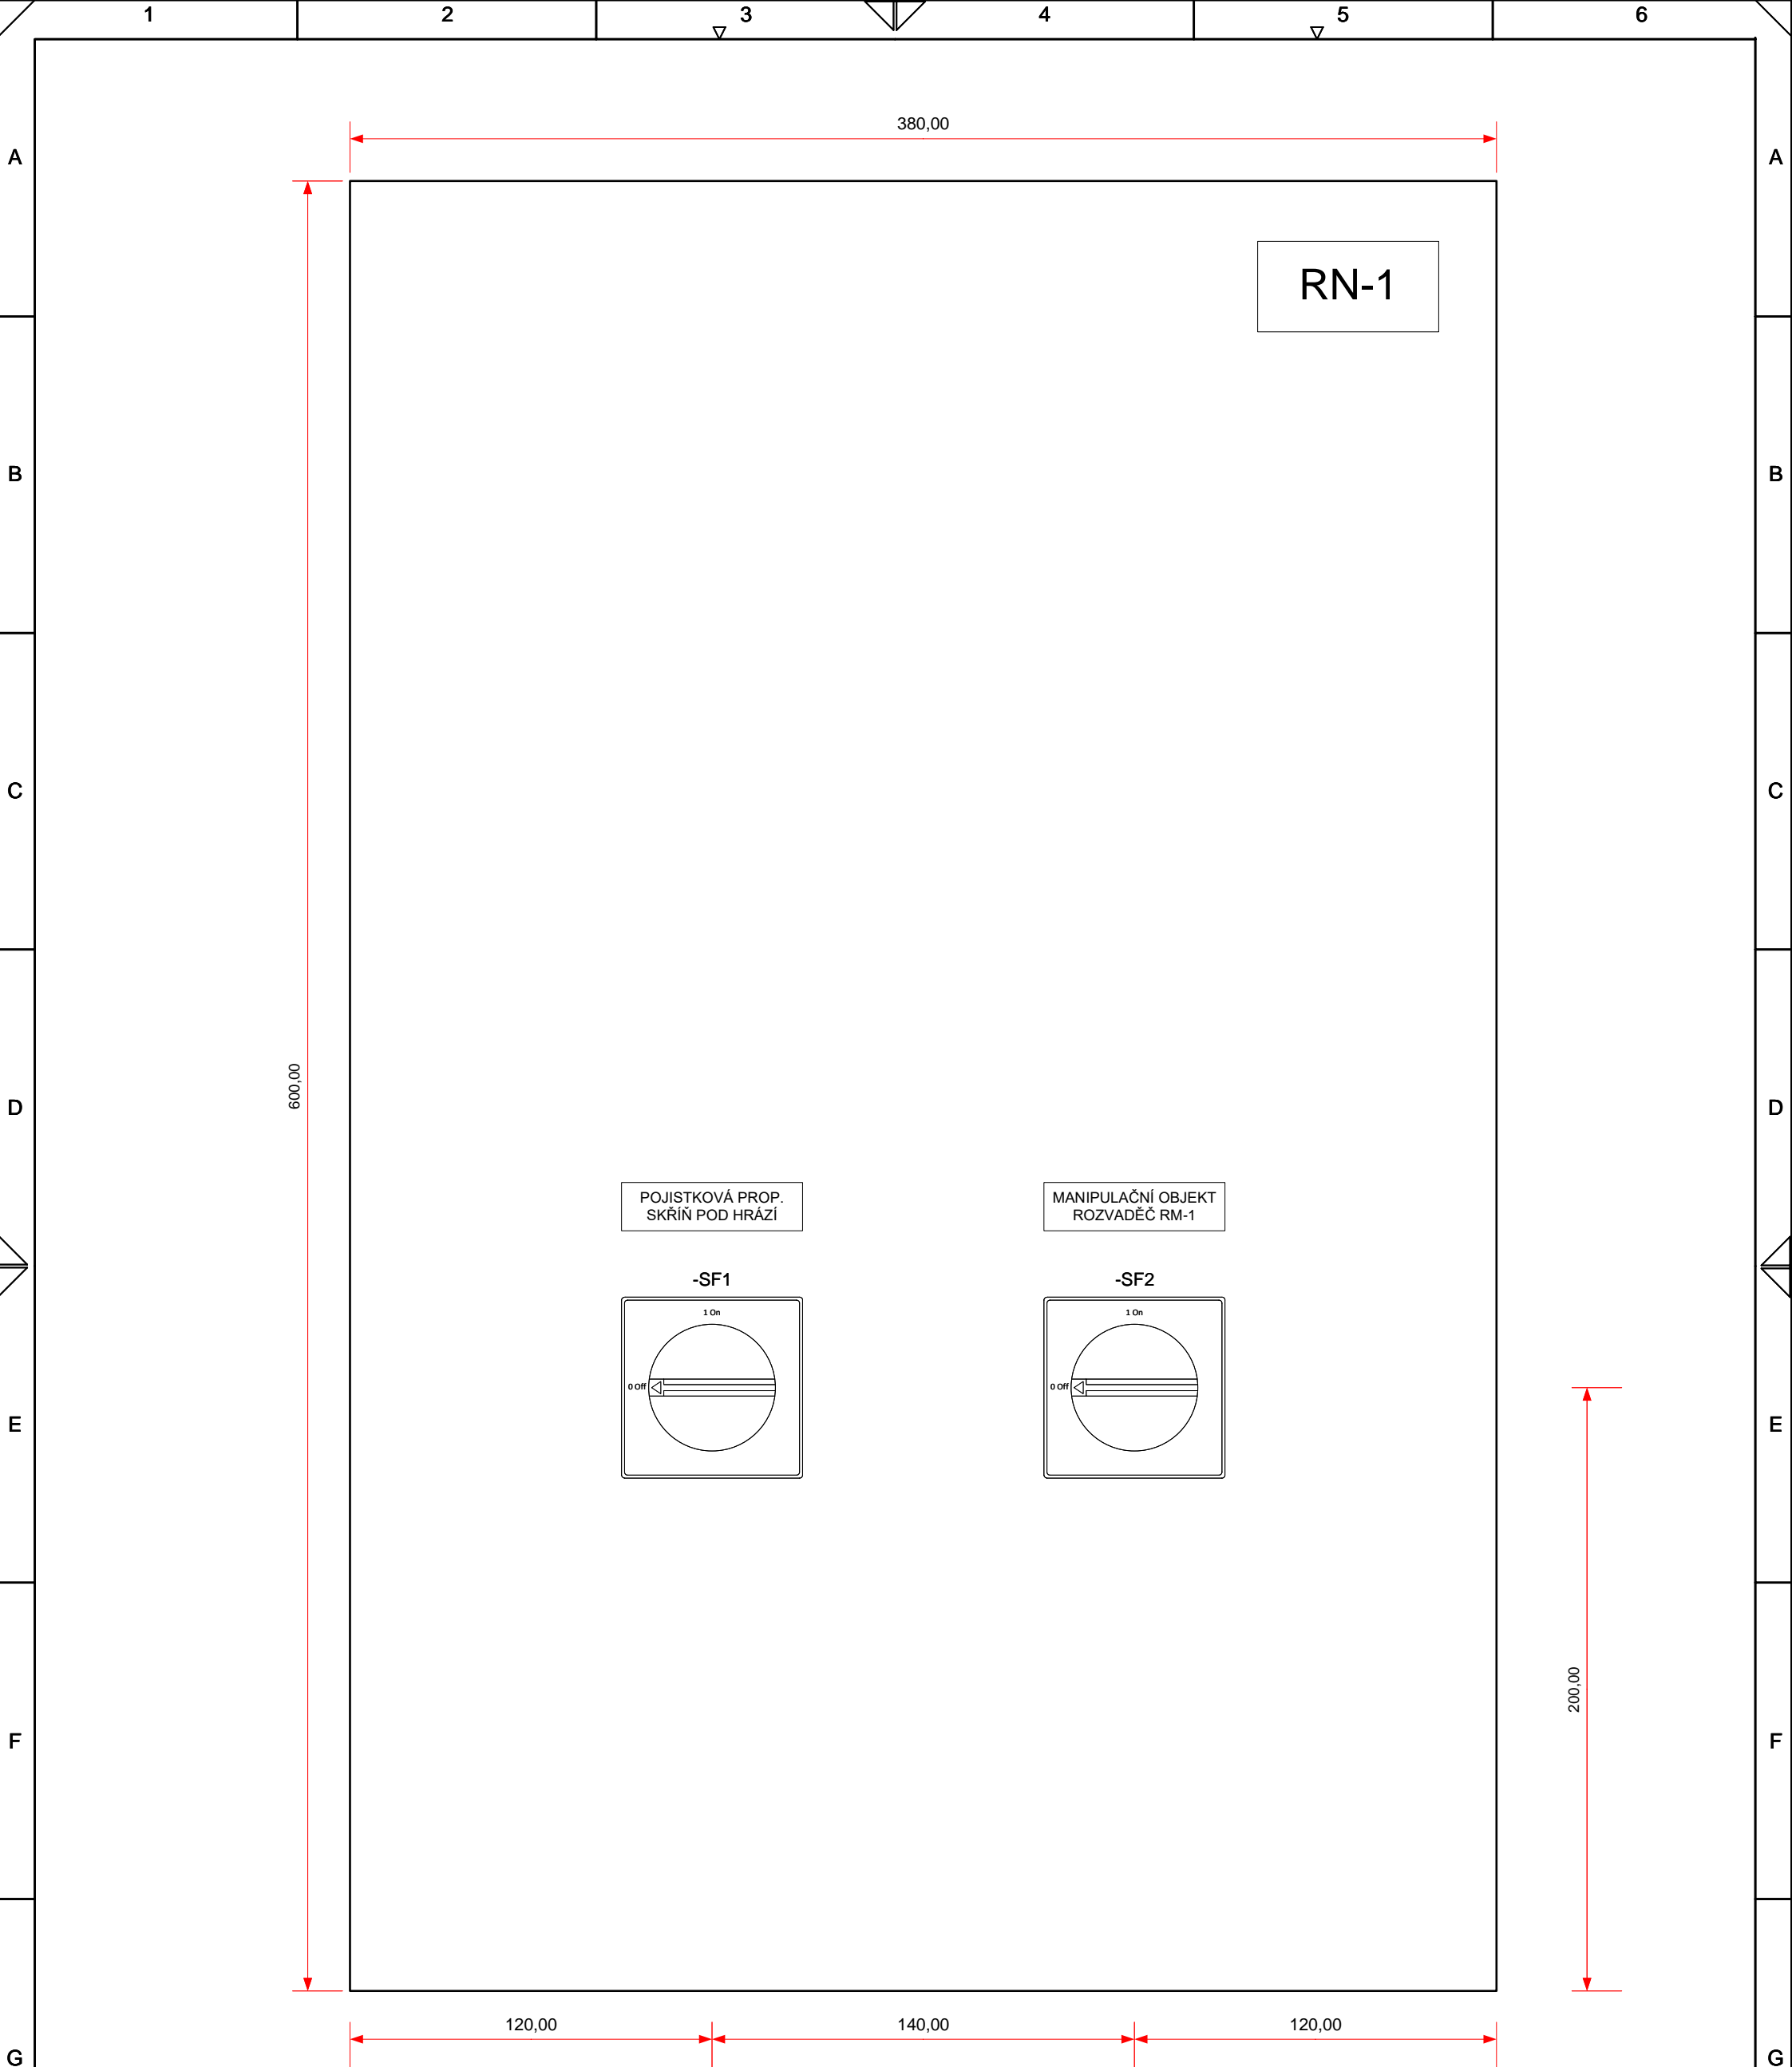 1 2 3 4 5 6
380,00
A A
RN-1
B B
C C
600,00
D D
POJISTKOVÁ PROP.
SKŘÍŇ POD HRÁZÍ
MANIPULAČNÍ OBJEKT
ROZVADĚČ RM-1
-SF1
-SF2
1 On
1 On
0 Off
0 Off
E E
200,00
F F
120,00 140,00 120,00
G G